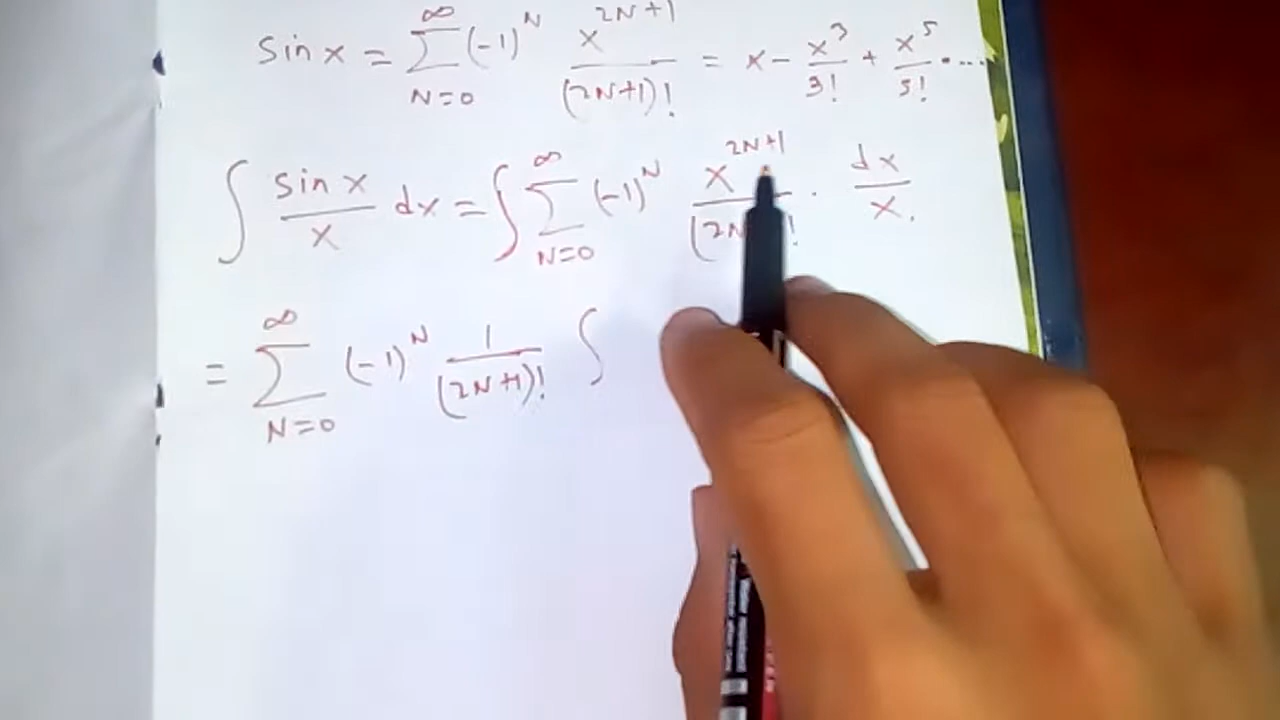 sin x = ∞ Σ N=0 (-1)^N x^{2N+1} / (2N+1)! = x - x^3/3! + x^5/5! ....
∫ sin x / x dx = ∫ ∞ Σ N=0 (-1)^N x^{2N+1} / (2N ! . dx / x.
= ∞ Σ N=0 (-1)^N 1 / (2N+1)! ∫